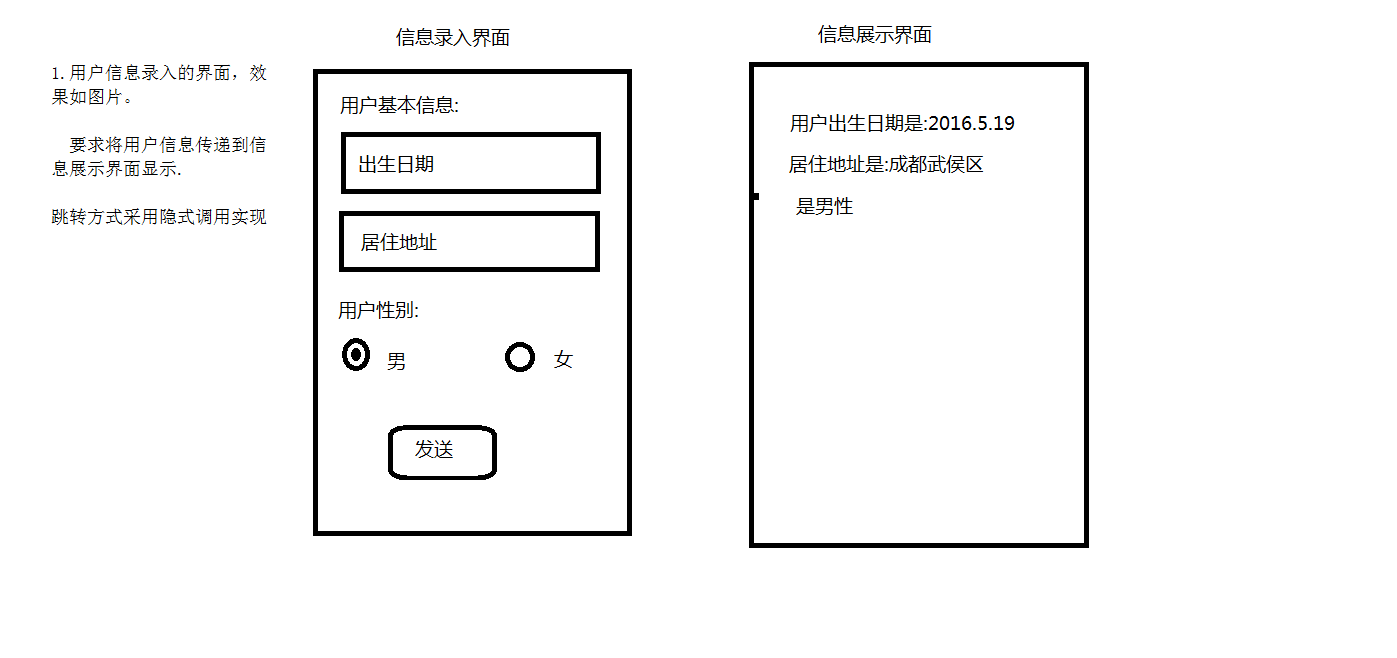 1. 用户信息录入的界面，效
果如图片。
要求将用户信息传递到信
息展示界面显示.
跳转方式采用隐式调用实现
信息录入界面
用户基本信息:
出生日期
居住地址
用户性别:
男 女
发送
信息展示界面
用户出生日期是:2016.5.19
居住地址是:成都武侯区
是男性